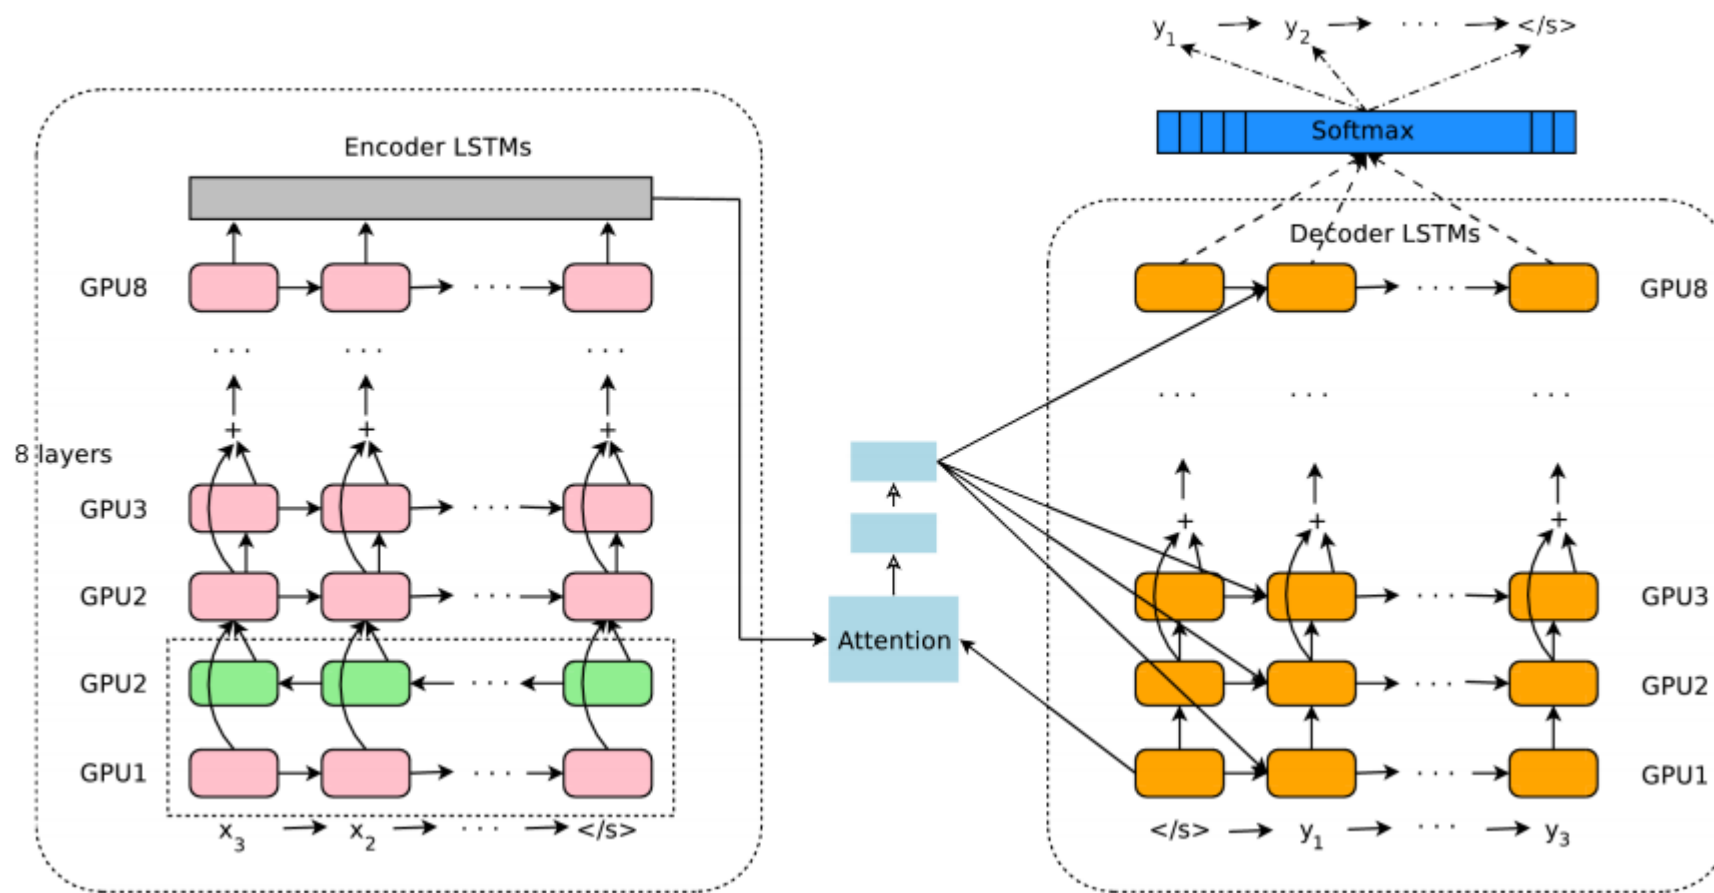 y1 y2 ... </s>
Softmax
Encoder LSTMs
Decoder LSTMs
GPU8 ...
... GPU8
... ... ...
... ... ...
+ + +
8 layers
GPU3 ...
+ + +
GPU2 ...
... GPU3
Attention
GPU2 ...
... GPU2
GPU1 ...
... GPU1
x3 x2 ... </s>
</s> y1 ... y3